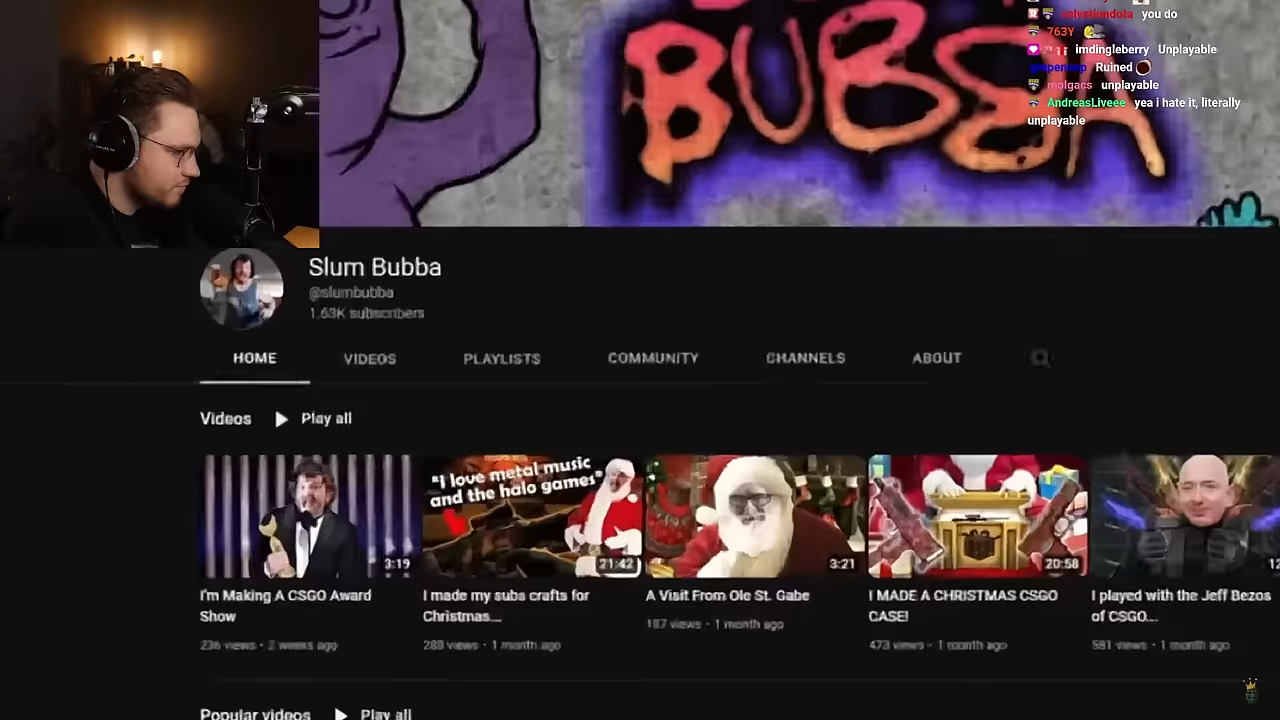 BUBBA
you do
763Y
imdingleberry Unplayable
Ruined
molgacs unplayable
AndreasLiveee yea i hate it, literally
unplayable
Slum Bubba
@slumbubba
1.63K subscribers
HOME VIDEOS PLAYLISTS COMMUNITY CHANNELS ABOUT
Videos Play all
"I love metal music
and the halo games"
3:19 21:42 3:21 20:58 12
I'm Making A CSGO Award
Show
236 views • 2 weeks ago
I made my subs crafts for
Christmas...
288 views • 1 month ago
A Visit From Ole St. Gabe
187 views • 1 month ago
I MADE A CHRISTMAS CSGO
CASE!
473 views • 1 month ago
I played with the Jeff Bezos
of CSGO...
581 views • 1 month ago
Popular videos Play all